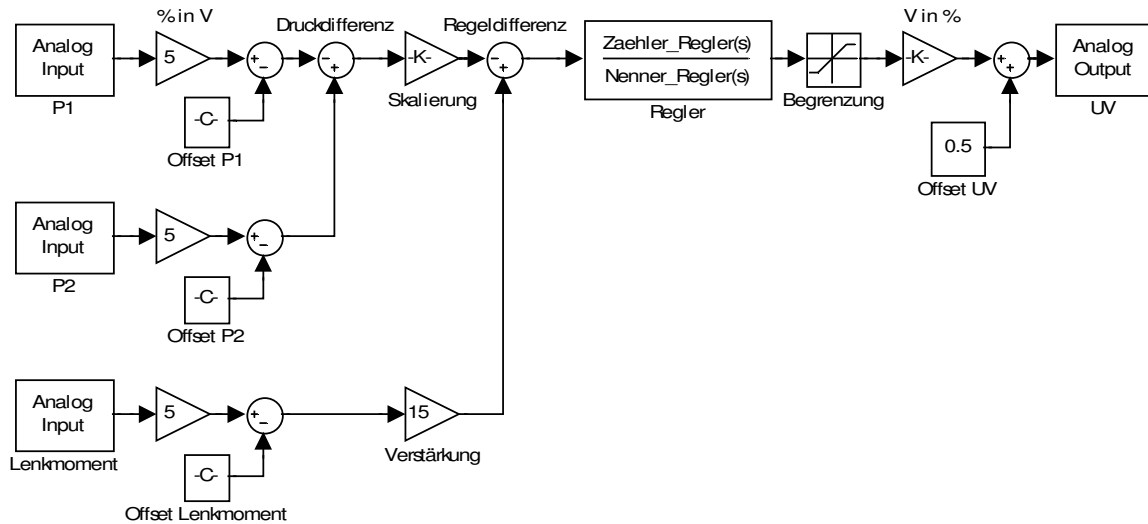 % in V
Druckdifferenz
Regeldifferenz
V in %
Analog
Input
P1
5
+
-
-
+
-K-
Skalierung
-
+
Zaehler_Regler(s)
Nenner_Regler(s)
Regler
Begrenzung
-K-
+
+
Analog
Output
UV
-C-
Offset P1
0.5
Offset UV
Analog
Input
P2
5
+
-
-C-
Offset P2
Analog
Input
Lenkmoment
5
+
-
15
Verstärkung
-C-
Offset Lenkmoment